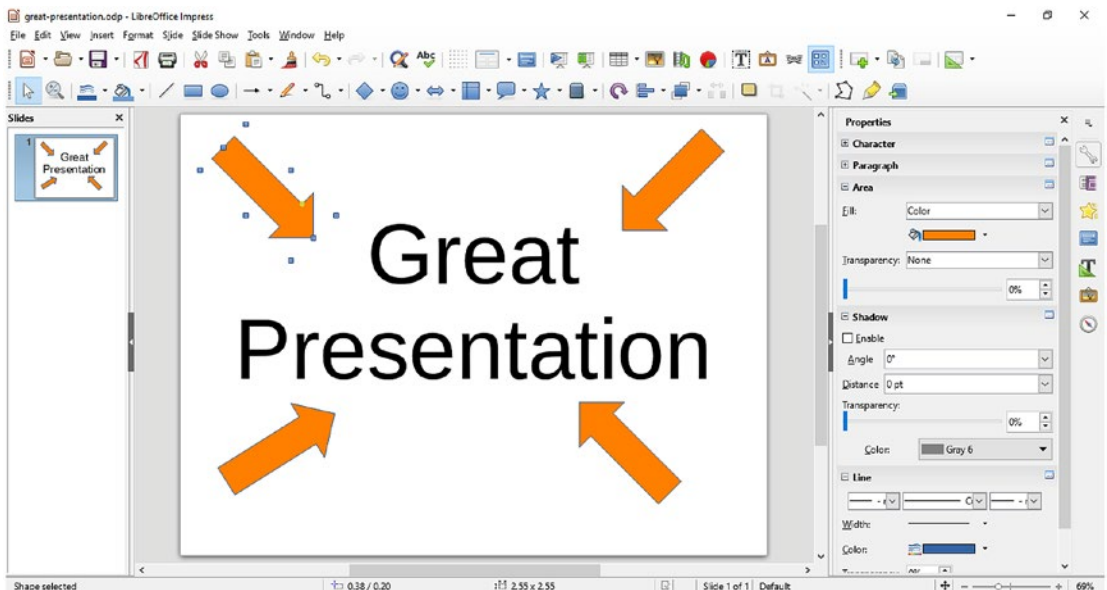 great-presentation.odp - LibreOffice Impress
File Edit View Insert Format Slide Slide Show Tools Window Help
Abc
T
Slides
1
Great
Presentation
Great
Presentation
Properties
Character
Paragraph
Area
Fill: Color
Transparency: None
0%
Shadow
Enable
Angle 0°
Distance 0 pt
Transparency:
0%
Color: Gray 6
Line
Width:
Color:
Shape selected 0.38 / 0.20 2.55 x 2.55 Slide 1 of 1 Default 69%